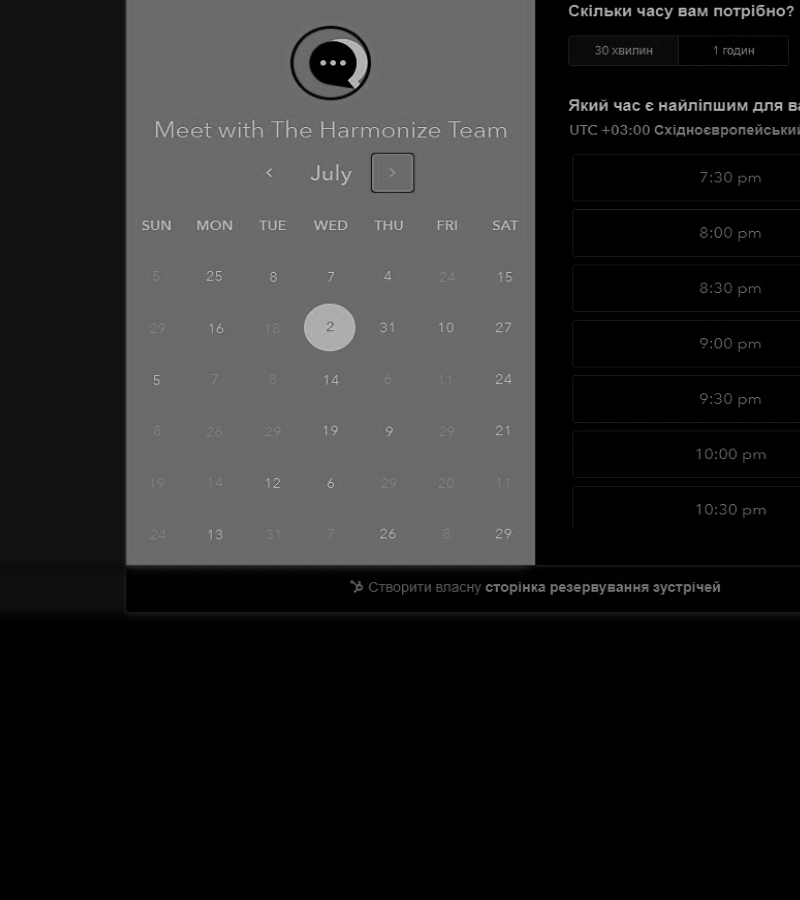 Meet with The Harmonize Team
July
SUN MON TUE WED THU FRI SAT
5 25 8 7 4 24 15
29 16 18 2 31 10 27
5 7 8 14 6 11 24
8 26 29 19 9 29 21
19 14 12 6 29 20 11
24 13 31 7 26 8 29
Скільки часу вам потрібно?
30 хвилин 1 годин
Який час є найліпшим для
UTC +03:00 Східноєвропейський
7:30 pm
8:00 pm
8:30 pm
9:00 pm
9:30 pm
10:00 pm
10:30 pm
Створити власну сторінка резервування зустрічей